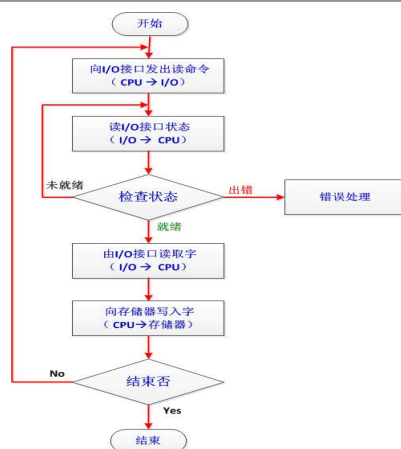 开始
向I/O接口发出读命令
( CPU → I/O)
读I/O接口状态
( I/O → CPU)
未就绪
检查状态
出错
错误处理
就绪
由I/O接口读取字
( I/O → CPU)
向存储器写入字
( CPU→存储器)
No
结束否
Yes
结束